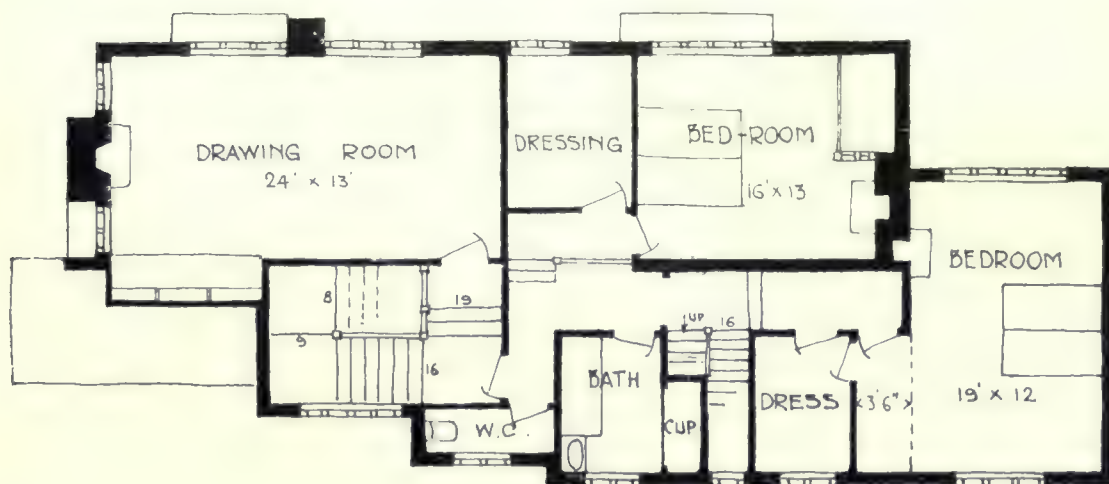 DRAWING ROOM
24' x 13'
DRESSING
BED-ROOM
16' x 13
BEDROOM
19' x 12
8
9
16
19
UP
16
BATH
CUP
DRESS
x3'6"x
W.C.